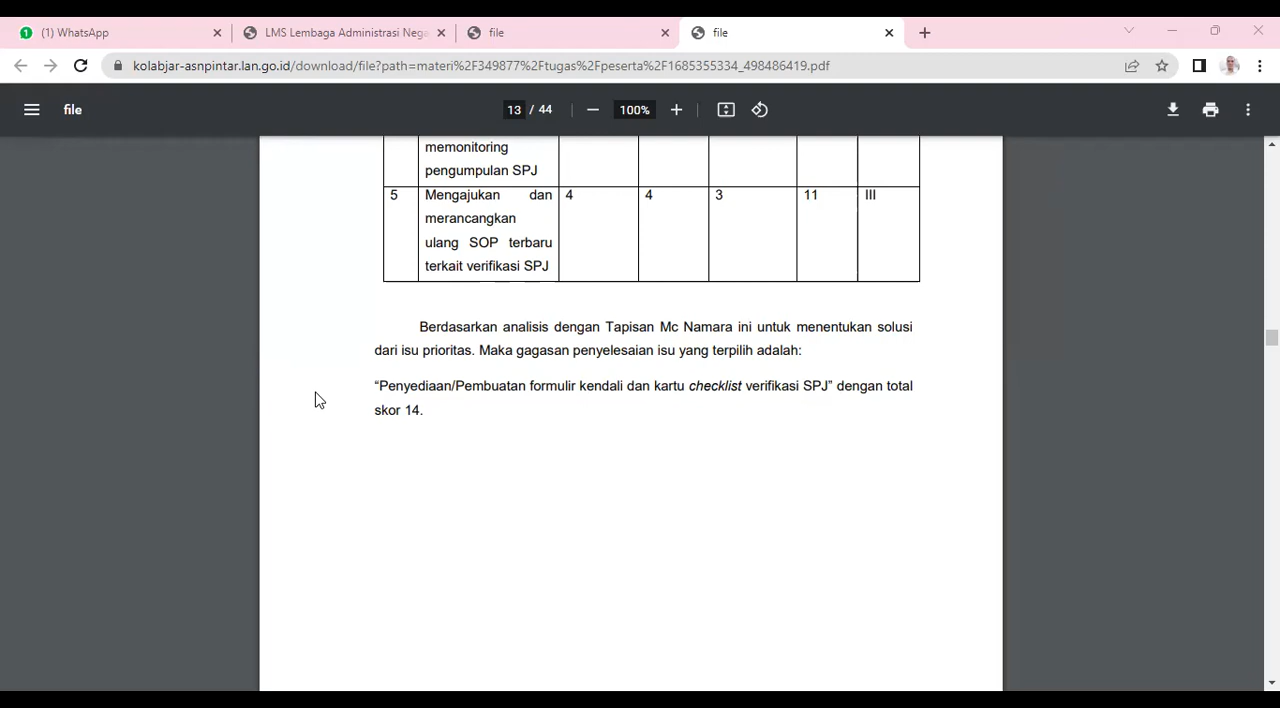 (1) WhatsApp
LMS Lembaga Administrasi Nega
file
file
kolabjar-asnpintar.lan.go.id/download/file?path=materi%2F349877%2Ftugas%2Fpeserta%2F1685355334_498486419.pdf
file
13 / 44
100%
memonitoring
pengumpulan SPJ
5 Mengajukan dan 4 4 3 11 III
merancangkan
ulang SOP terbaru
terkait verifikasi SPJ
Berdasarkan analisis dengan Tapisan Mc Namara ini untuk menentukan solusi
dari isu prioritas. Maka gagasan penyelesaian isu yang terpilih adalah:
“Penyediaan/Pembuatan formulir kendali dan kartu checklist verifikasi SPJ” dengan total
skor 14.